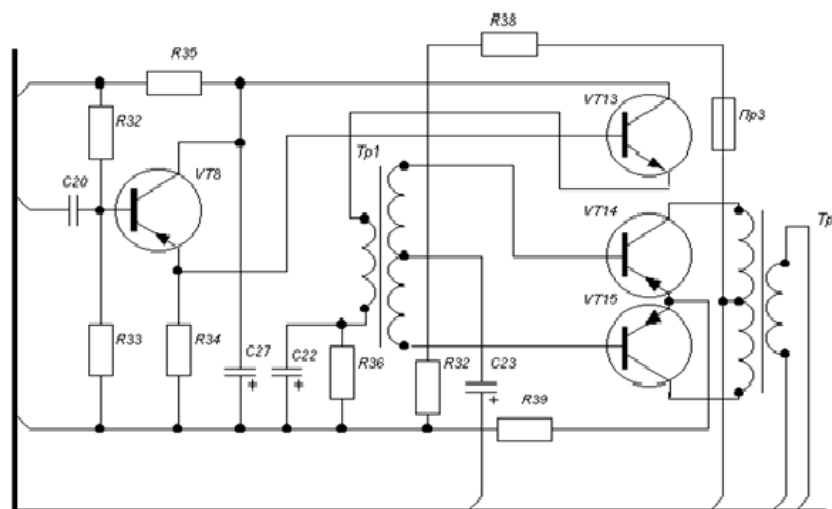 R38
R35
VT13
Пр3
R32
Тр1
VT8
C20
VT14
Тр
VT15
R33
R34
C27
C22
R36
R32
C23
R39